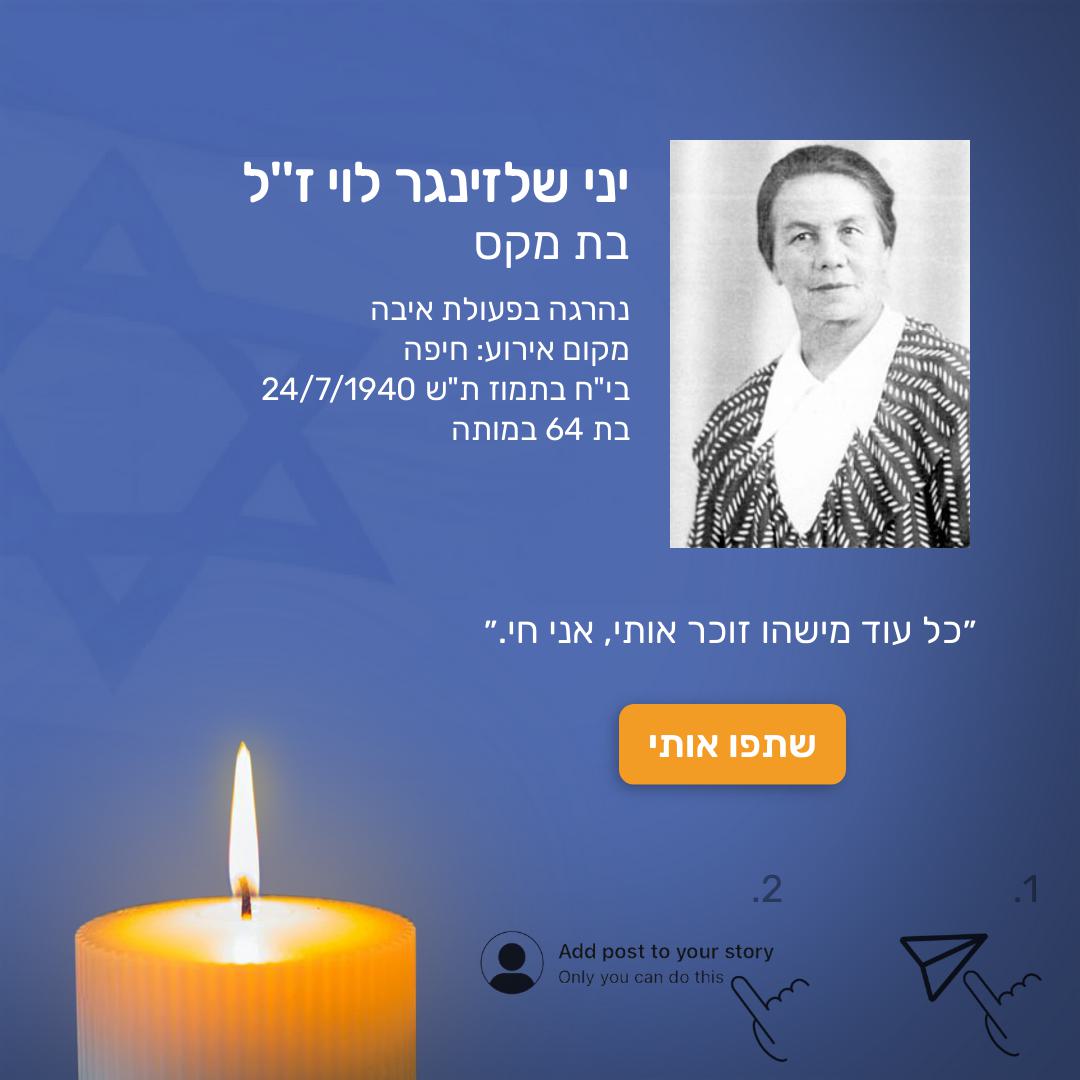 יני שלזינגר לוי ז"ל
בת מקס
נהרגה בפעולת איבה
מקום אירוע: חיפה
בי"ח בתמוז ת"ש 24/7/1940
בת 64 במותה
״כל עוד מישהו זוכר אותי, אני חי.״
שתפו אותי
1.
2.
Add post to your story
Only you can do this